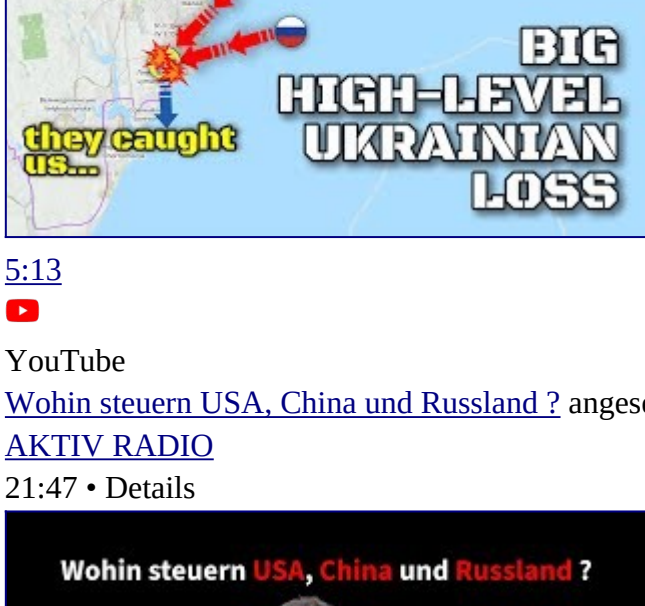 BIG
HIGH-LEVEL
UKRAINIAN
LOSS
they caught
us...
5:13
YouTube
Wohin steuern USA, China und Russland ? anges
AKTIV RADIO
21:47 • Details
Wohin steuern USA, China und Russland ?